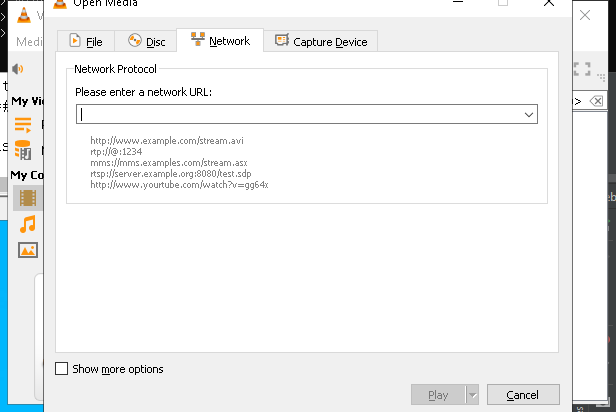 Open Media
Medi
File
Disc
Network
Capture Device
Network Protocol
Please enter a network URL:
http://www.example.com/stream.avi
rtp://@:1234
mms://mms.examples.com/stream.asx
rtsp://server.example.org:8080/test.sdp
http://www.yourtube.com/watch?v=gg64x
My Vi
My Co
Show more options
Play
Cancel